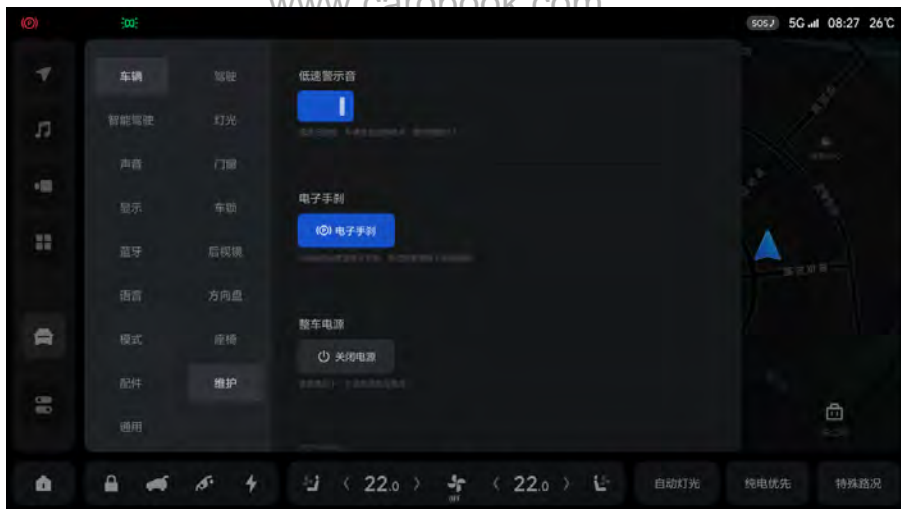 www.carobook.com
SOS 5G 08:27 26℃
车辆
驾驶
低速警示音
智能驾驶
灯光
声音
门窗
显示
车锁
电子手刹
电子手刹
蓝牙
后视镜
语言
方向盘
整车电源
模式
座椅
关闭电源
配件
维护
通用
22.0
OFF
22.0
自动灯光
纯电优先
特殊路况